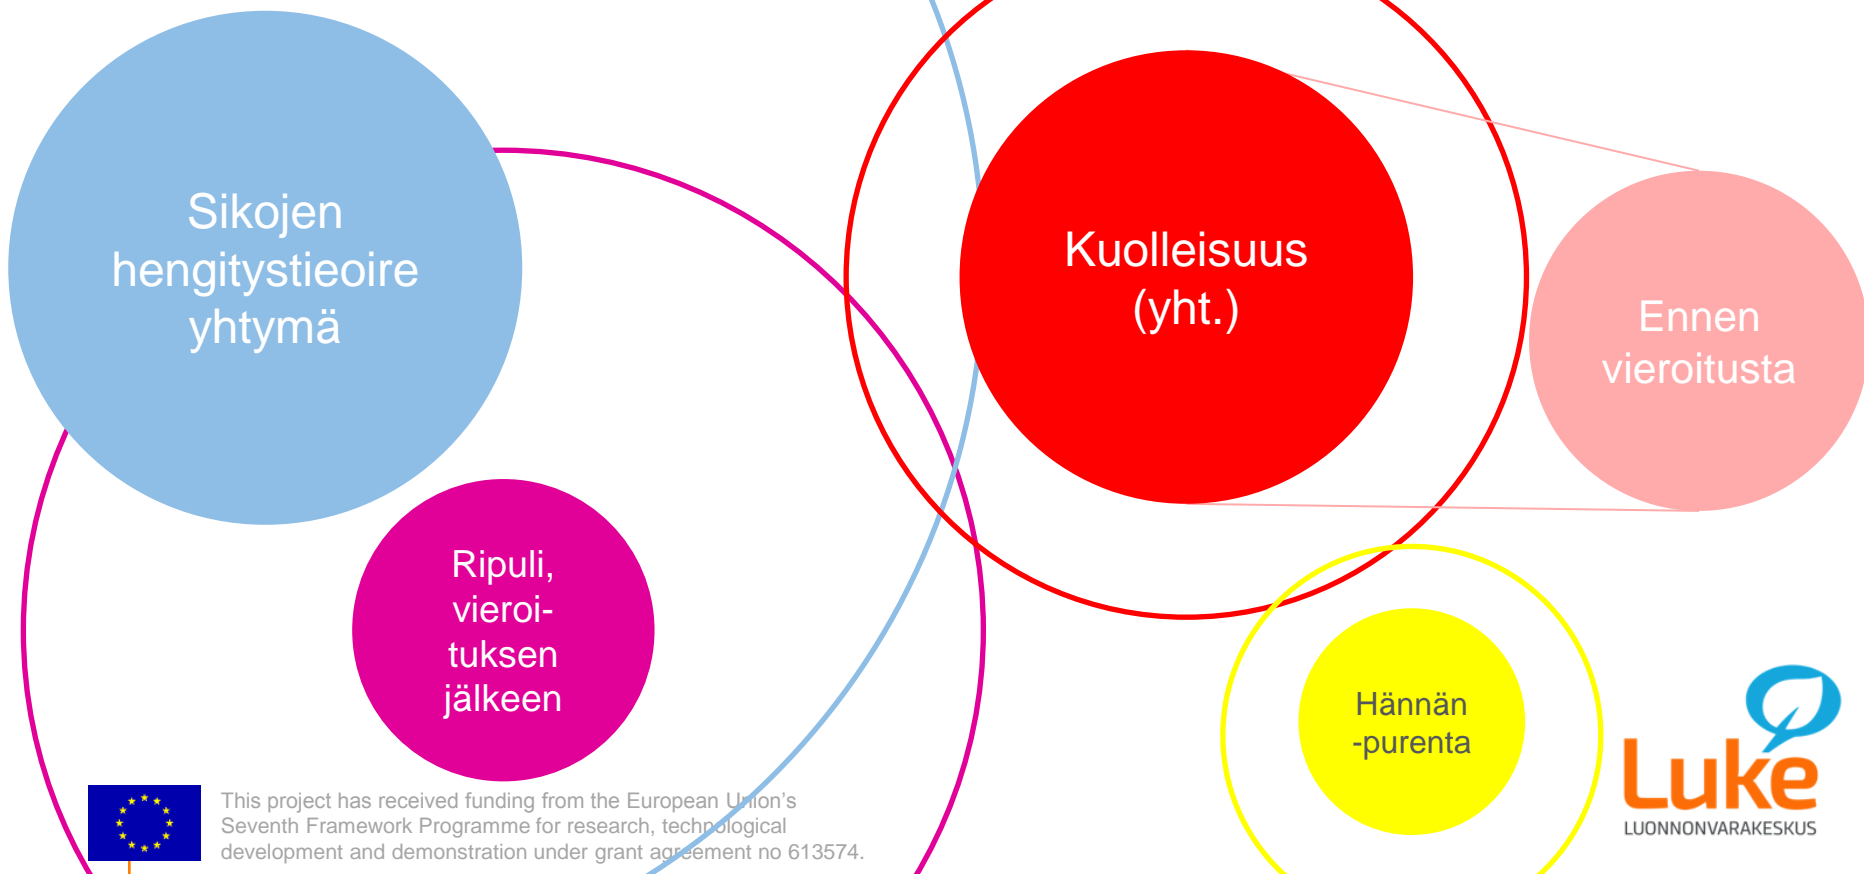 Sikojen
hengitystieoire
yhtymä
Kuolleisuus
(yht.)
Ennen
vieroitusta
Ripuli,
vieroi-
tuksen
jälkeen
Hännän
-purenta
This project has received funding from the European Union's
Seventh Framework Programme for research, technological
development and demonstration under grant agreement no 613574.
Luke
LUONNONVARAKESKUS